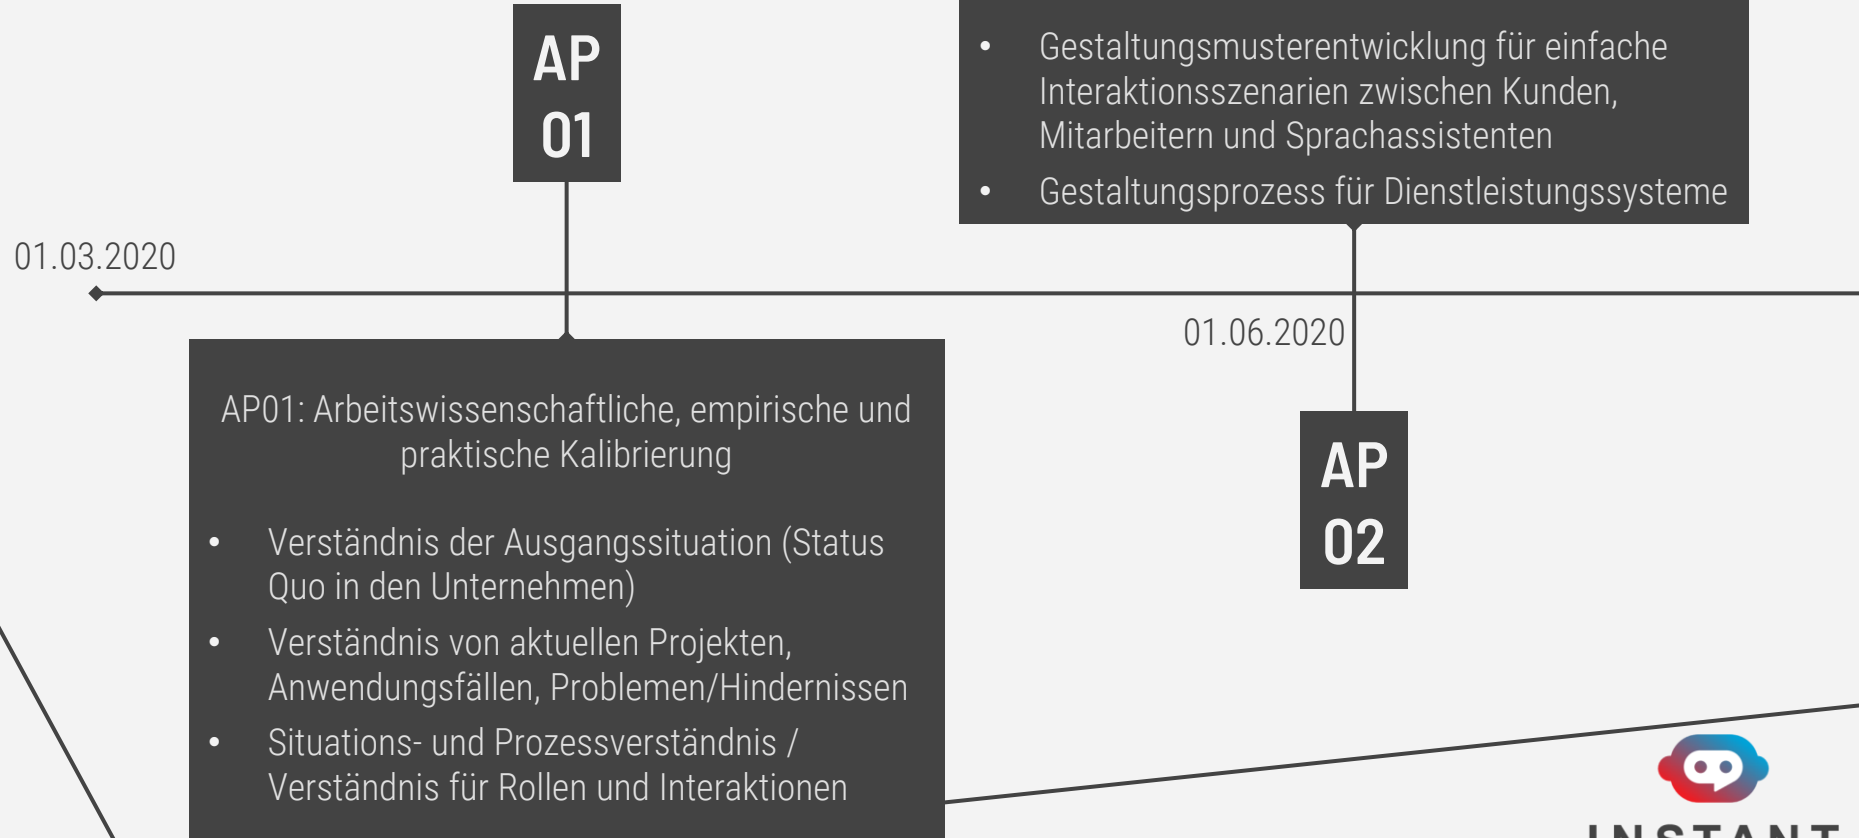 AP
01
• Gestaltungsmusterentwicklung für einfache
Interaktionsszenarien zwischen Kunden,
Mitarbeitern und Sprachassistenten
• Gestaltungsprozess für Dienstleistungssysteme
01.03.2020
01.06.2020
AP01: Arbeitswissenschaftliche, empirische und
praktische Kalibrierung
• Verständnis der Ausgangssituation (Status
Quo in den Unternehmen)
• Verständnis von aktuellen Projekten,
Anwendungsfällen, Problemen/Hindernissen
• Situations- und Prozessverständnis /
Verständnis für Rollen und Interaktionen
AP
02
INSTANT